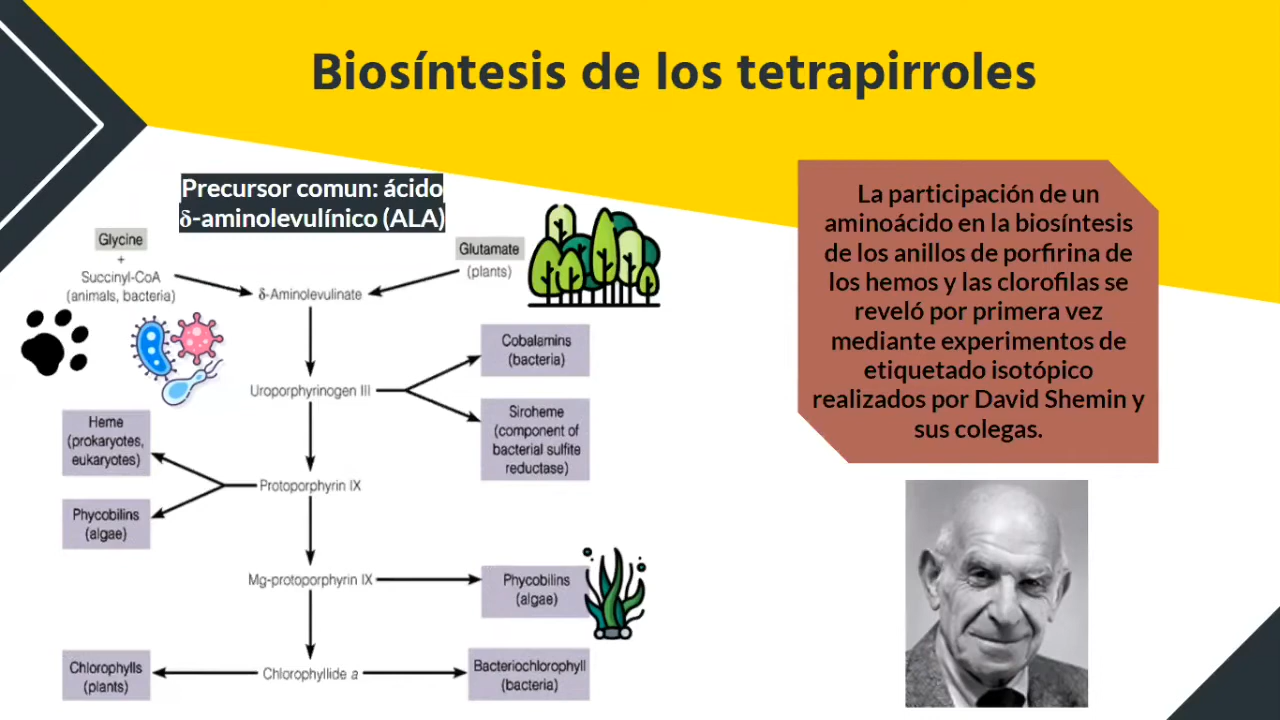 Biosíntesis de los tetrapirroles
Precursor comun: ácido
δ-aminolevulínico (ALA)
Glycine
+
Succinyl-CoA
(animals, bacteria)
Glutamate
(plants)
δ-Aminolevulinate
Cobalamins
(bacteria)
Uroporphyrinogen III
Siroheme
(component of
bacterial sulfite
reductase)
Heme
(prokaryotes,
eukaryotes)
Protoporphyrin IX
Phycobilins
(algae)
Mg-protoporphyrin IX
Phycobilins
(algae)
Chlorophylls
(plants)
Chlorophyllide a
Bacteriochlorophyll
(bacteria)
La participación de un
aminoácido en la biosíntesis
de los anillos de porfirina de
los hemos y las clorofilas se
reveló por primera vez
mediante experimentos de
etiquetado isotópico
realizados por David Shemin y
sus colegas.